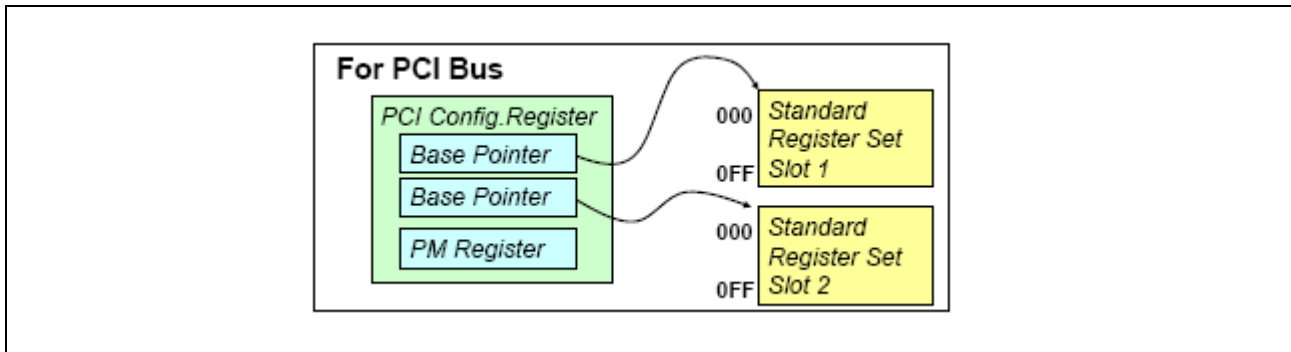 For PCI Bus
PCI Config.Register
Base Pointer
Base Pointer
PM Register
000
0FF
Standard
Register Set
Slot 1
000
0FF
Standard
Register Set
Slot 2